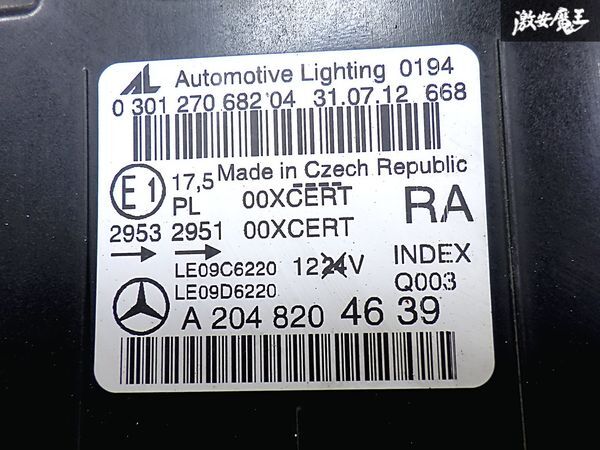 激安魔王
AL Automotive Lighting 0194
0 301 270 682 04 31.07.12 668
E1 17,5 Made in Czech Republic
PL 00XCERT RA
2953 2951 00XCERT
LE09C6220 1224V INDEX
LE09D6220 Q003
A 204 820 46 39